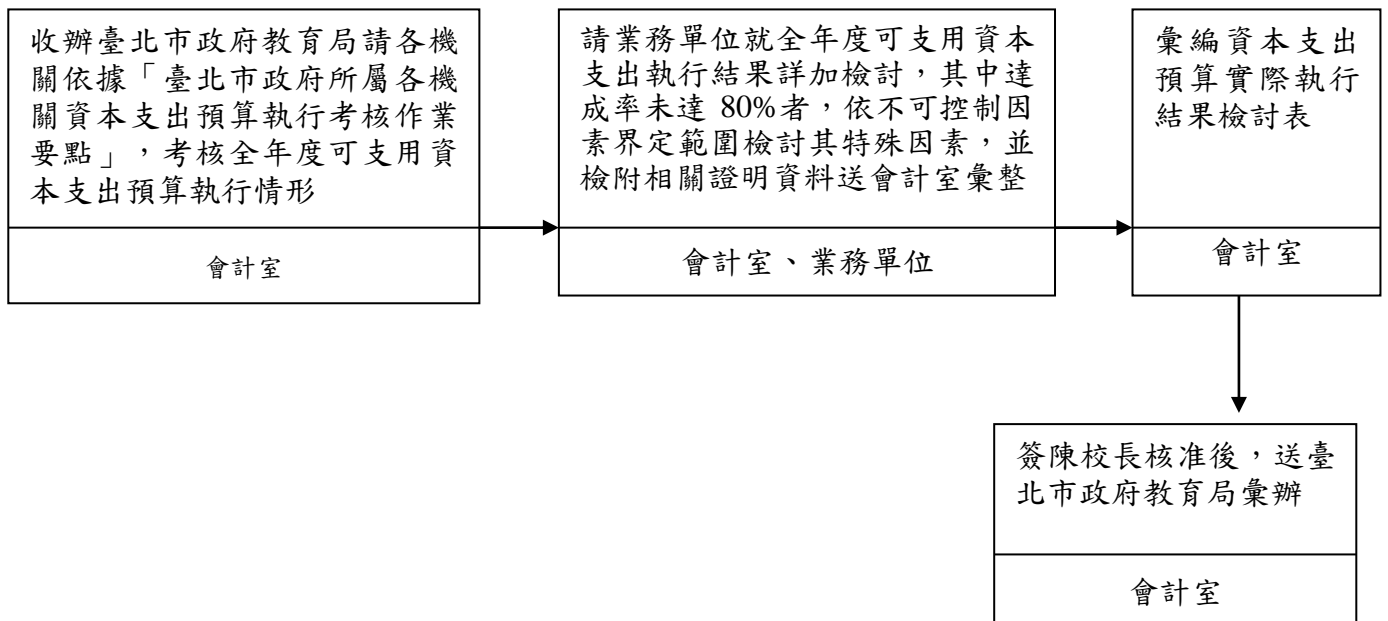 收辦臺北市政府教育局請各機
關依據「臺北市政府所屬各機
關資本支出預算執行考核作業
要點」，考核全年度可支用資
本支出預算執行情形
會計室
請業務單位就全年度可支用資本
支出執行結果詳加檢討，其中達
成率未達 80%者，依不可控制因
素界定範圍檢討其特殊因素，並
檢附相關證明資料送會計室彙整
會計室、業務單位
彙編資本支出
預算實際執行
結果檢討表
會計室
簽陳校長核准後，送臺
北市政府教育局彙辦
會計室